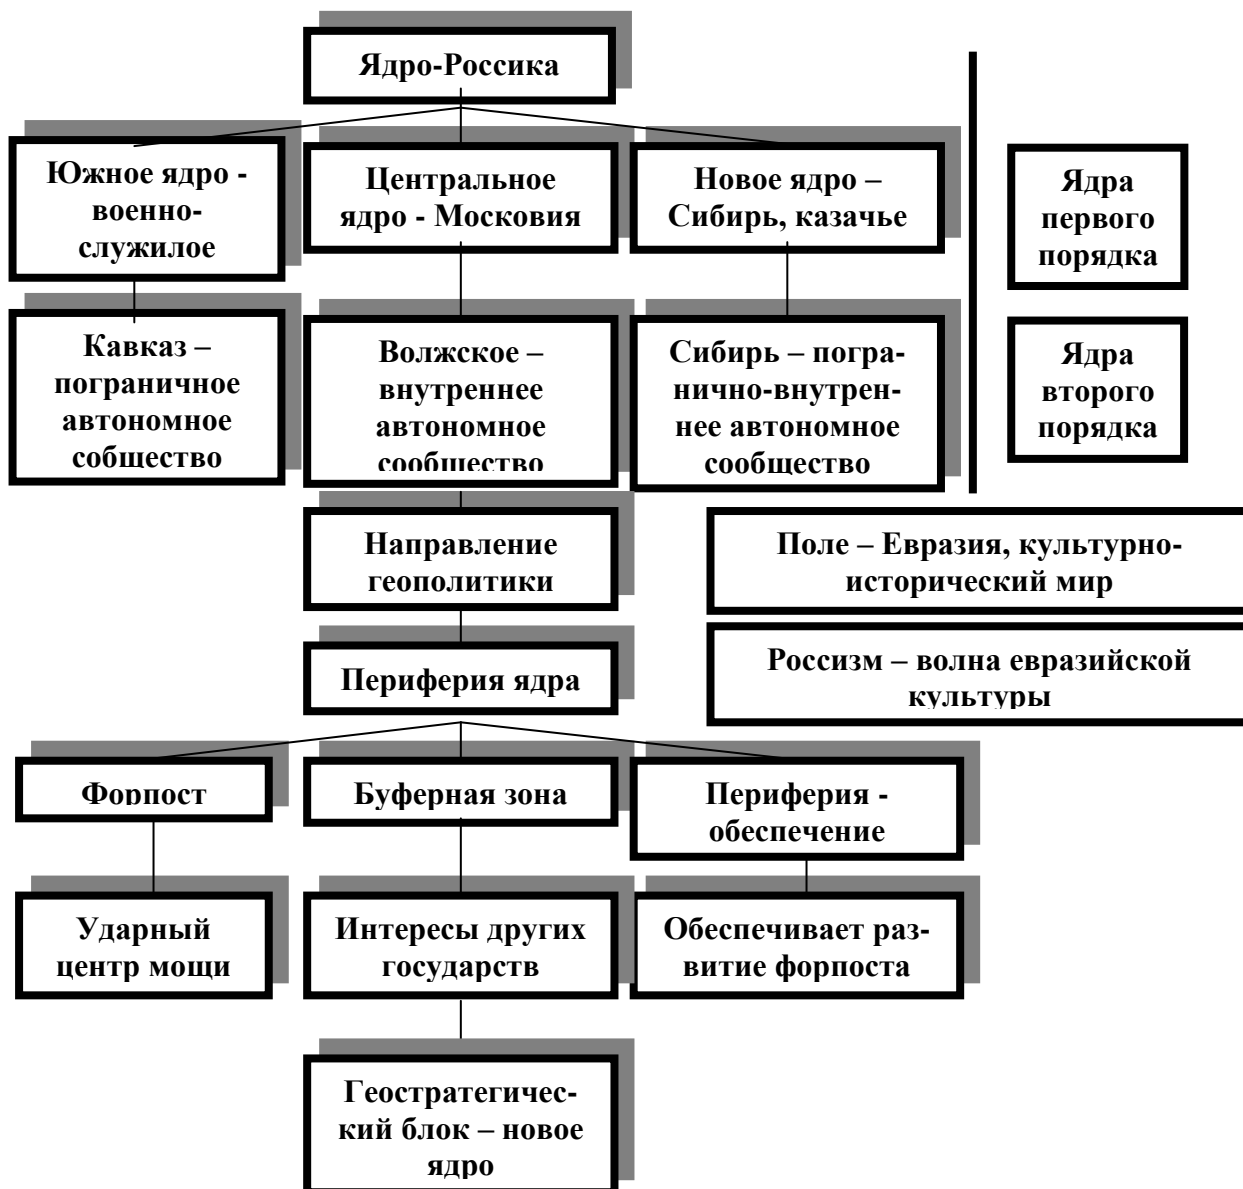 Ядро-Россика
Южное ядро -
военно-
служилое
Центральное
ядро - Московия
Новое ядро –
Сибирь, казачье
Ядра
первого
порядка
Кавказ –
пограничное
автономное
собщество
Волжское –
внутреннее
автономное
сообщество
Сибирь – погра-
нично-внутрен-
нее автономное
сообщество
Ядра
второго
порядка
Направление
геополитики
Поле – Евразия, культурно-
исторический мир
Периферия ядра
Россизм – волна евразийской
культуры
Форпост
Буферная зона
Периферия -
обеспечение
Ударный
центр мощи
Интересы других
государств
Обеспечивает раз-
витие форпоста
Геостратегичес-
кий блок – новое
ядро